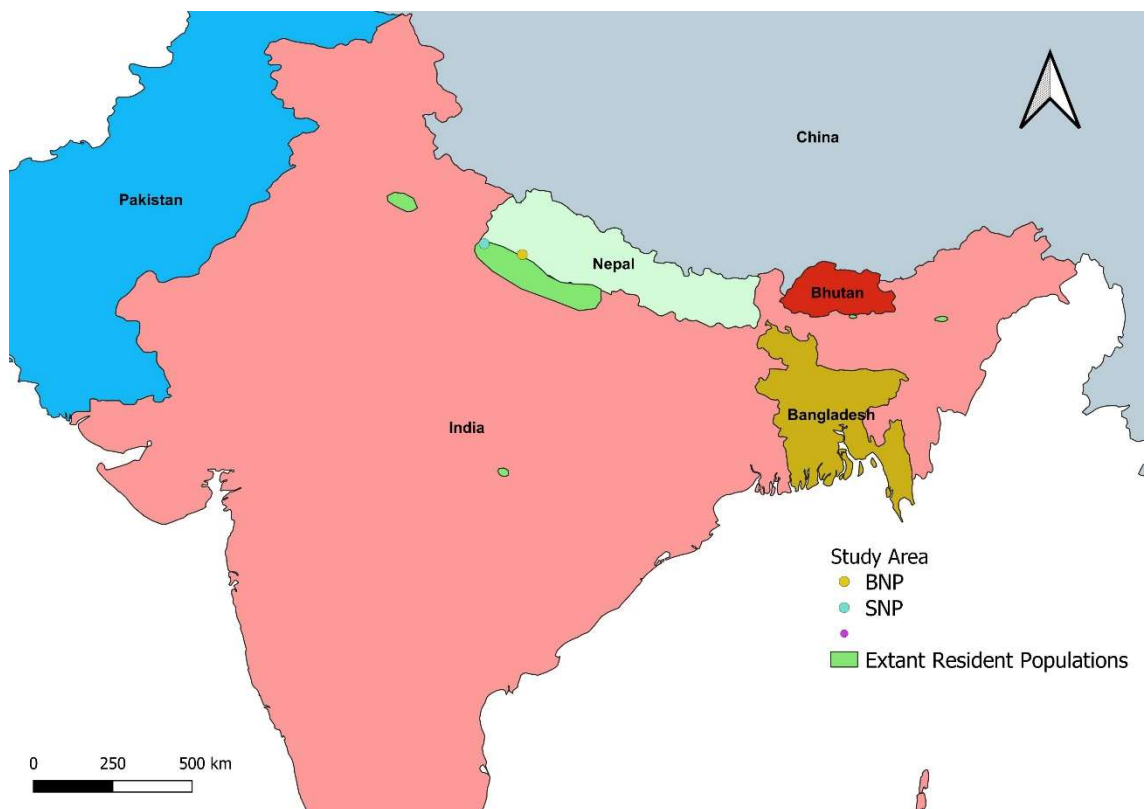 China
Pakistan
Nepal
Bhutan
India
Bangladesh
Study Area
BNP
SNP
Extant Resident Populations
0 250 500 km